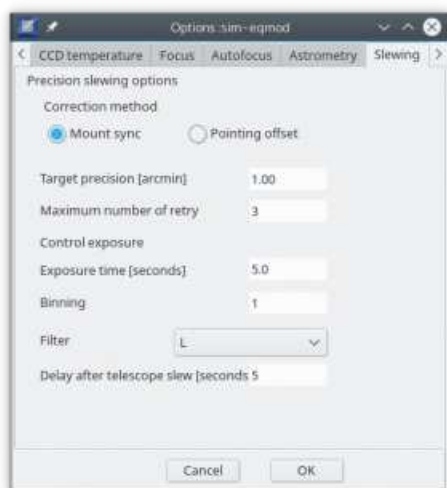 Options :sim-eqmod
CCD temperature Focus Autofocus Astrometry Slewing
Precision slewing options
Correction method
Mount sync Pointing offset
Target precision [arcmin] 1.00
Maximum number of retry 3
Control exposure
Exposure time [seconds] 5.0
Binning 1
Filter L
Delay after telescope slew [seconds 5
Cancel OK